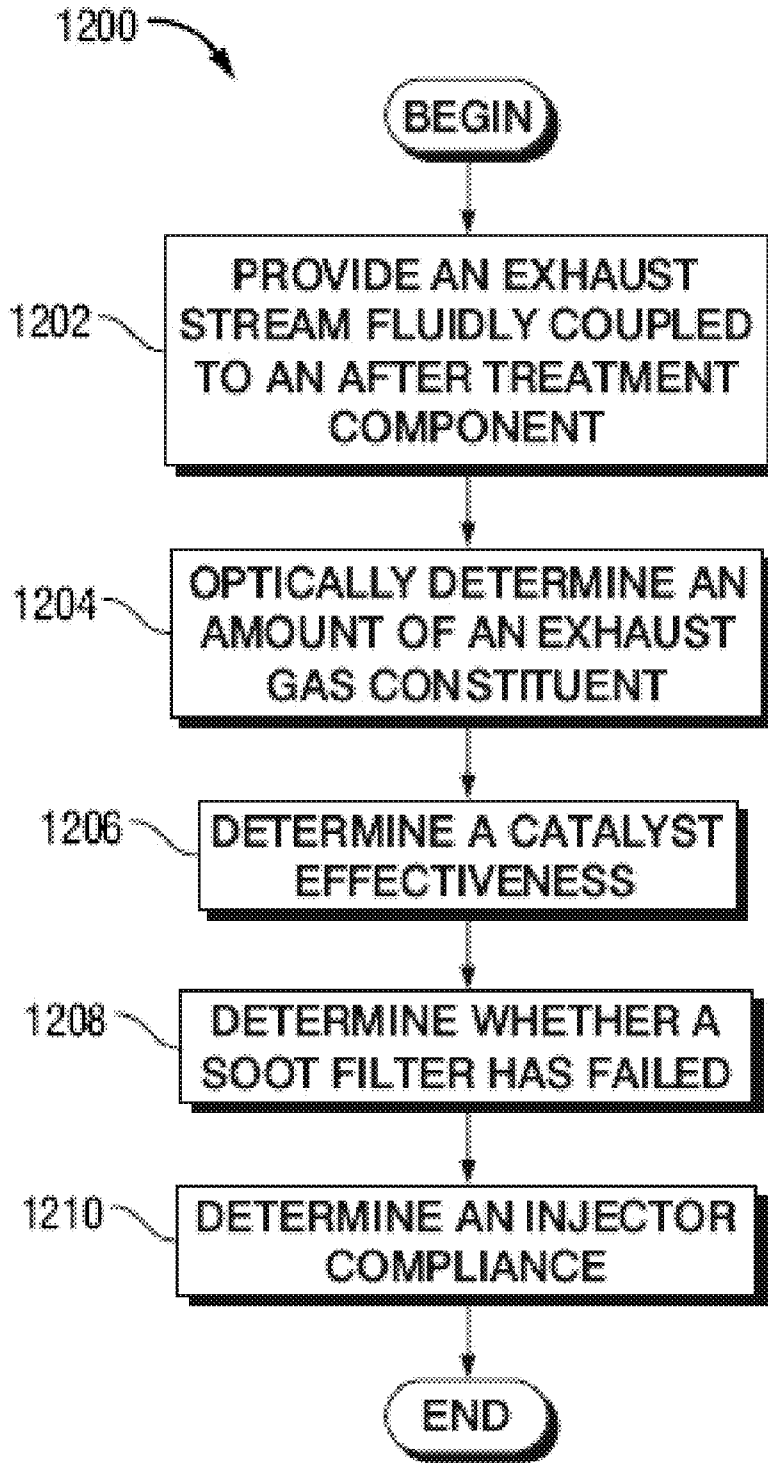 1200
BEGIN
1202
PROVIDE AN EXHAUST
STREAM FLUIDLY COUPLED
TO AN AFTER TREATMENT
COMPONENT
1204
OPTICALLY DETERMINE AN
AMOUNT OF AN EXHAUST
GAS CONSTITUENT
1206
DETERMINE A CATALYST
EFFECTIVENESS
1208
DETERMINE WHETHER A
SOOT FILTER HAS FAILED
1210
DETERMINE AN INJECTOR
COMPLIANCE
END